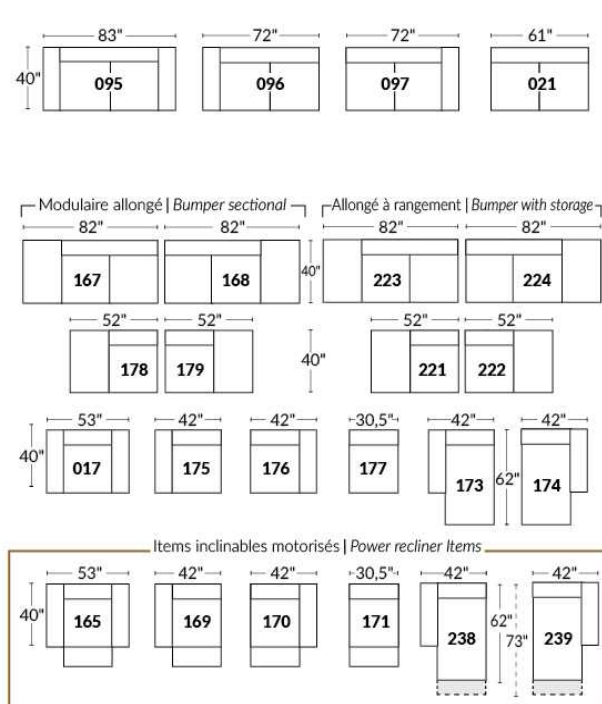 83" 72" 72" 61"
40" 095 096 097 021
Modulaire allongé | Bumper sectional Allongé à rangement | Bumper with storage
82" 82" 82" 82"
167 168 40" 223 224
52" 52" 52" 52"
178 179 40" 221 222
53" 42" 42" 30,5" 42" 42"
40" 017 175 176 177 173 62" 174
Items inclinables motorisés | Power recliner Items
53" 42" 42" 30,5" 42" 42"
40" 165 169 170 171 238 62" 73" 239